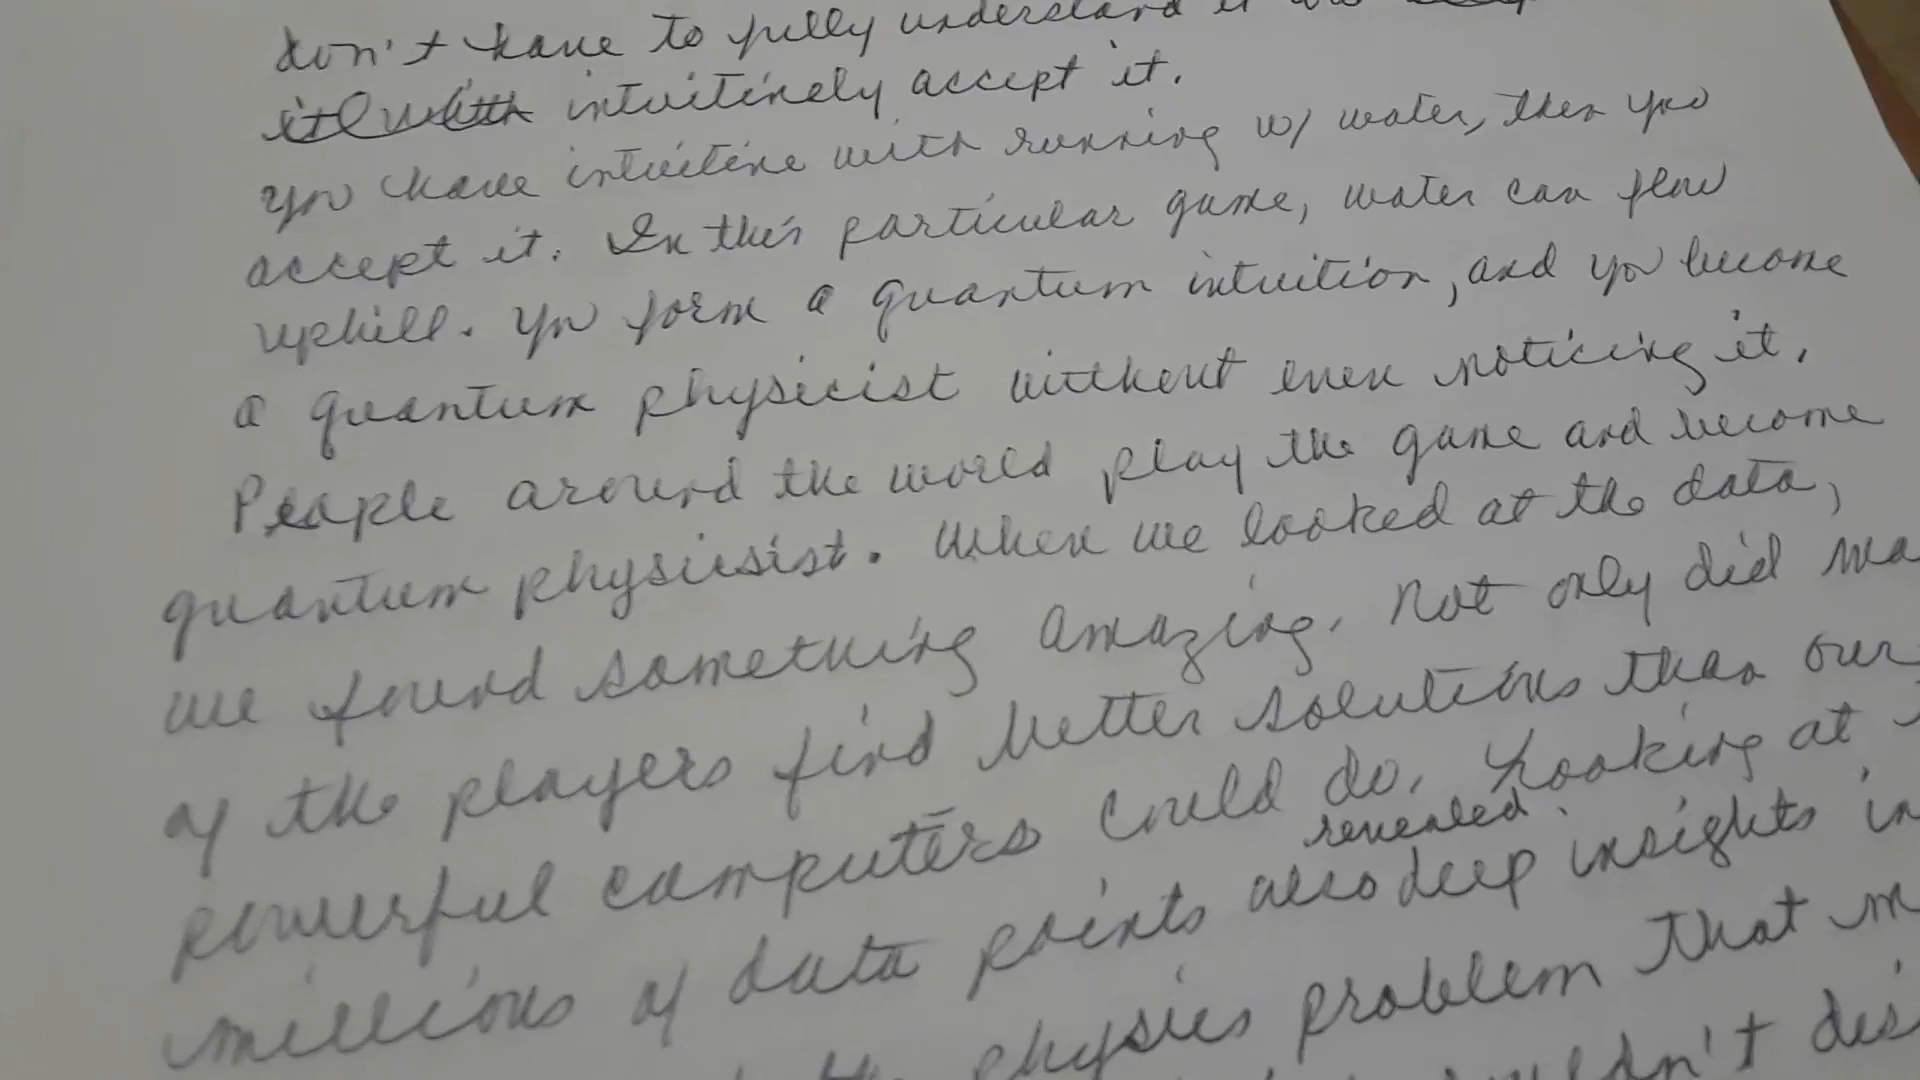 don't have to fully understand it
intuitively accept it.
you have intuitive with running w/ water, then you
accept it. In this particular game, water can flow
uphill. You form a quantum intuition, and you become
a quantum physicist without even noticing it.
People around the world play the game and become
quantum physicsist. When we looked at the data,
we found something amazing. Not only did
of the players find better solutions than our
powerful computers could do. Looking at
revealed.
millions of data points also deep insights in
the physics problem that